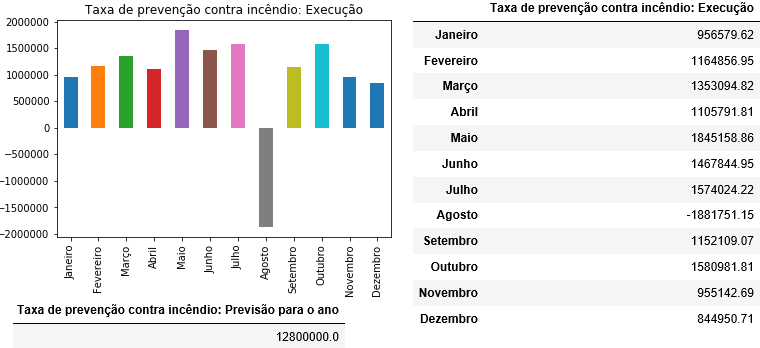 Taxa de prevenção contra incêndio: Execução
2000000
1500000
1000000
500000
0
−500000
−1000000
−1500000
−2000000
Janeiro
Fevereiro
Março
Abril
Maio
Junho
Julho
Agosto
Setembro
Outubro
Novembro
Dezembro
Taxa de prevenção contra incêndio: Previsão para o ano
12800000.0
Taxa de prevenção contra incêndio: Execução
Janeiro 956579.62
Fevereiro 1164856.95
Março 1353094.82
Abril 1105791.81
Maio 1845158.86
Junho 1467844.95
Julho 1574024.22
Agosto -1881751.15
Setembro 1152109.07
Outubro 1580981.81
Novembro 955142.69
Dezembro 844950.71